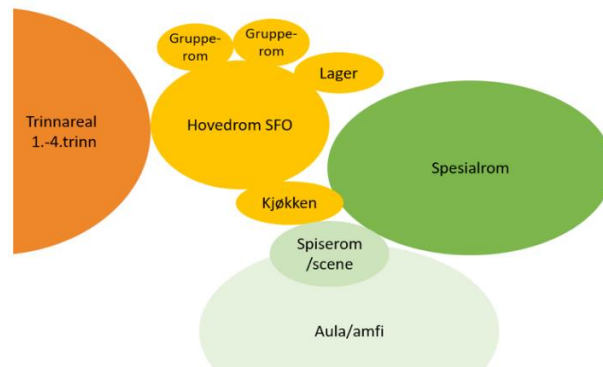 Gruppe-
rom
Gruppe-
rom
Lager
Trinnareal
1.-4.trinn
Hovedrom SFO
Spesialrom
Kjøkken
Spiserom
/scene
Aula/amfi